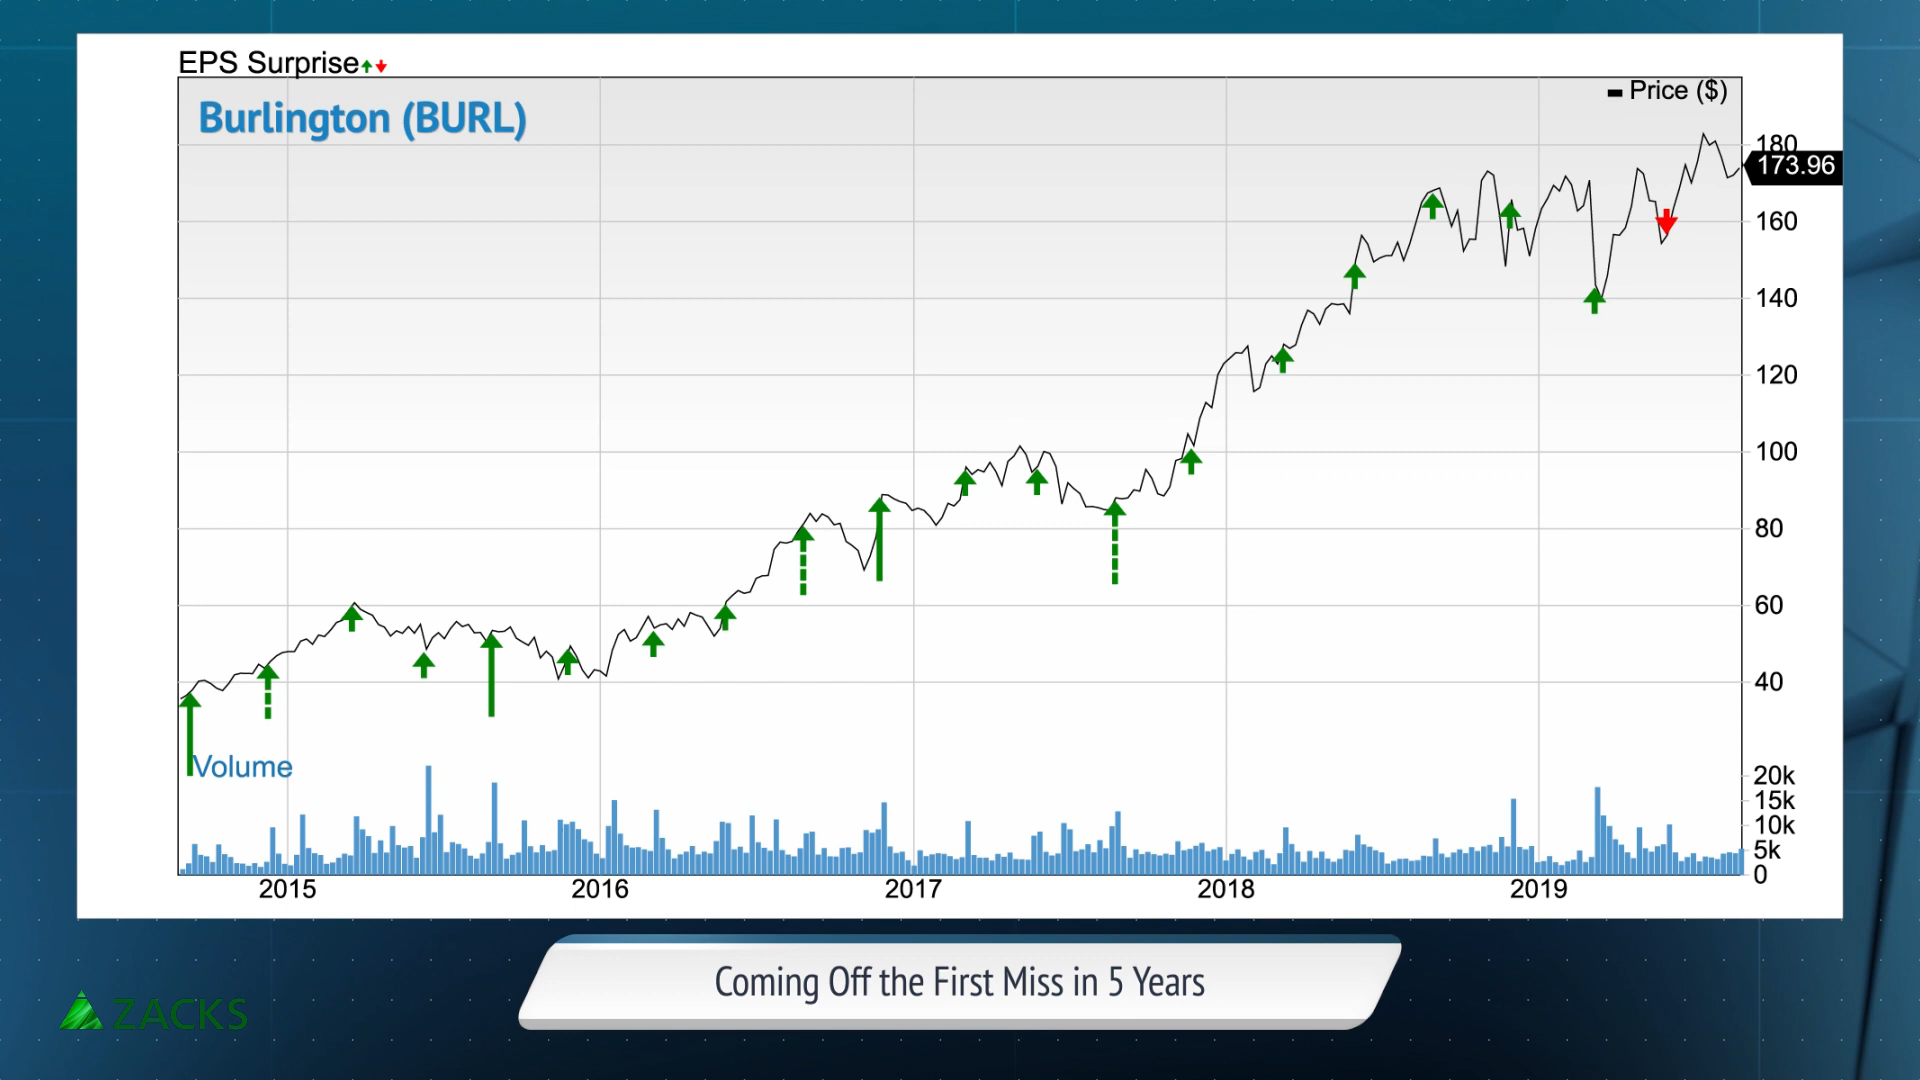 EPS Surprise
Burlington (BURL)
Price ($)
180
173.96
160
140
120
100
80
60
40
Volume
20k
15k
10k
5k
0
2015 2016 2017 2018 2019
Coming Off the First Miss in 5 Years
ZACKS